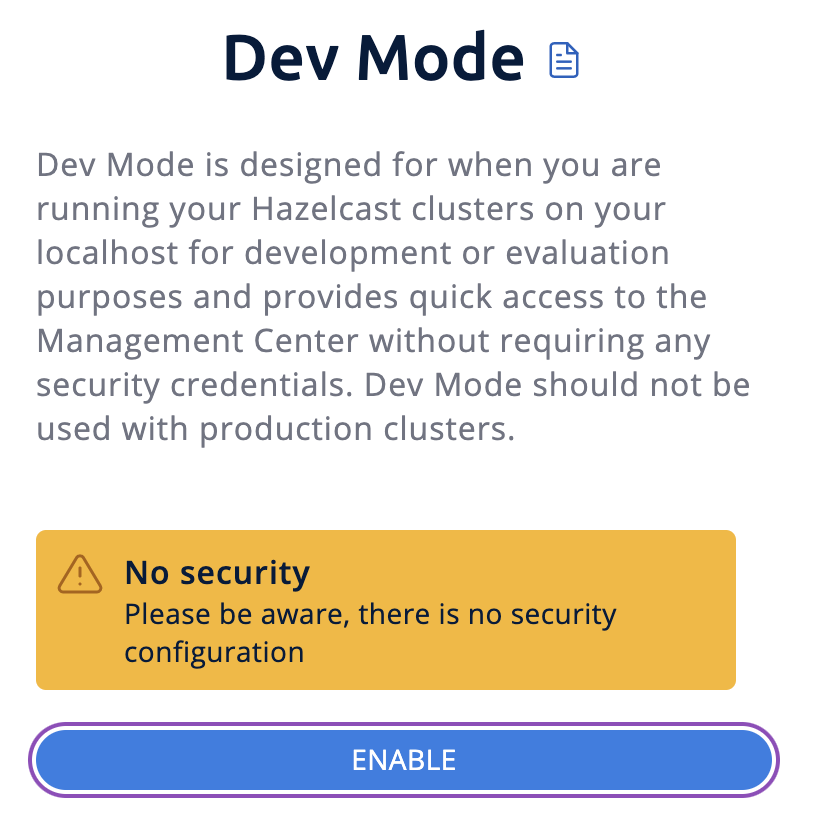 Dev Mode
Dev Mode is designed for when you are
running your Hazelcast clusters on your
localhost for development or evaluation
purposes and provides quick access to the
Management Center without requiring any
security credentials. Dev Mode should not be
used with production clusters.
No security
Please be aware, there is no security
configuration
ENABLE